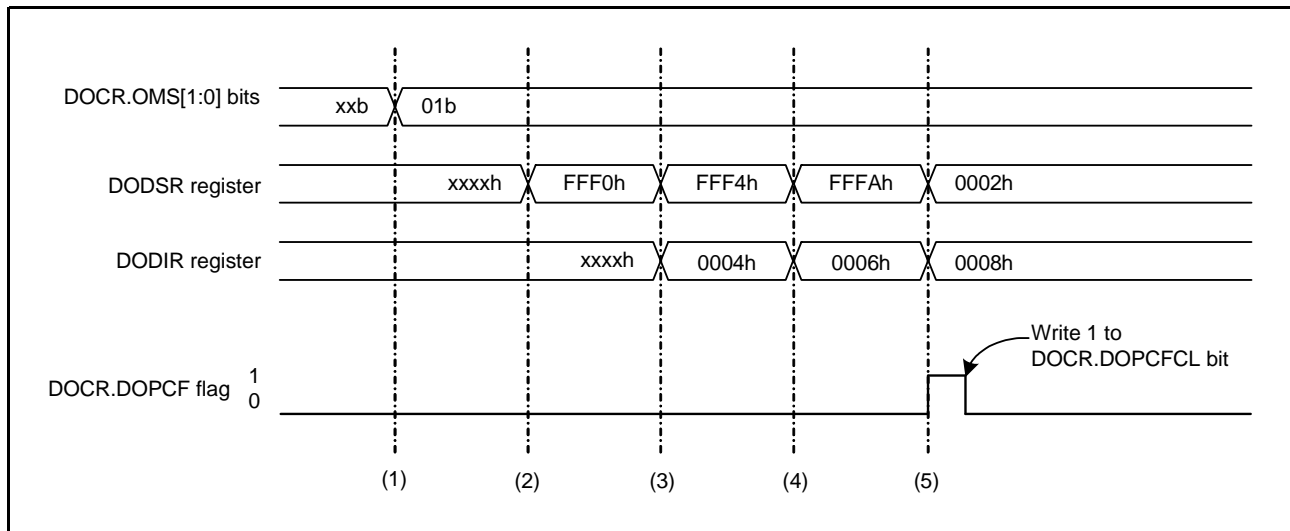 DOCR.OMS[1:0] bits
xxb
01b
DODSR register
xxxxh
FFF0h
FFF4h
FFFAh
0002h
DODIR register
xxxxh
0004h
0006h
0008h
Write 1 to
DOCR.DOPCFCL bit
DOCR.DOPCF flag
1
0
(1)
(2)
(3)
(4)
(5)